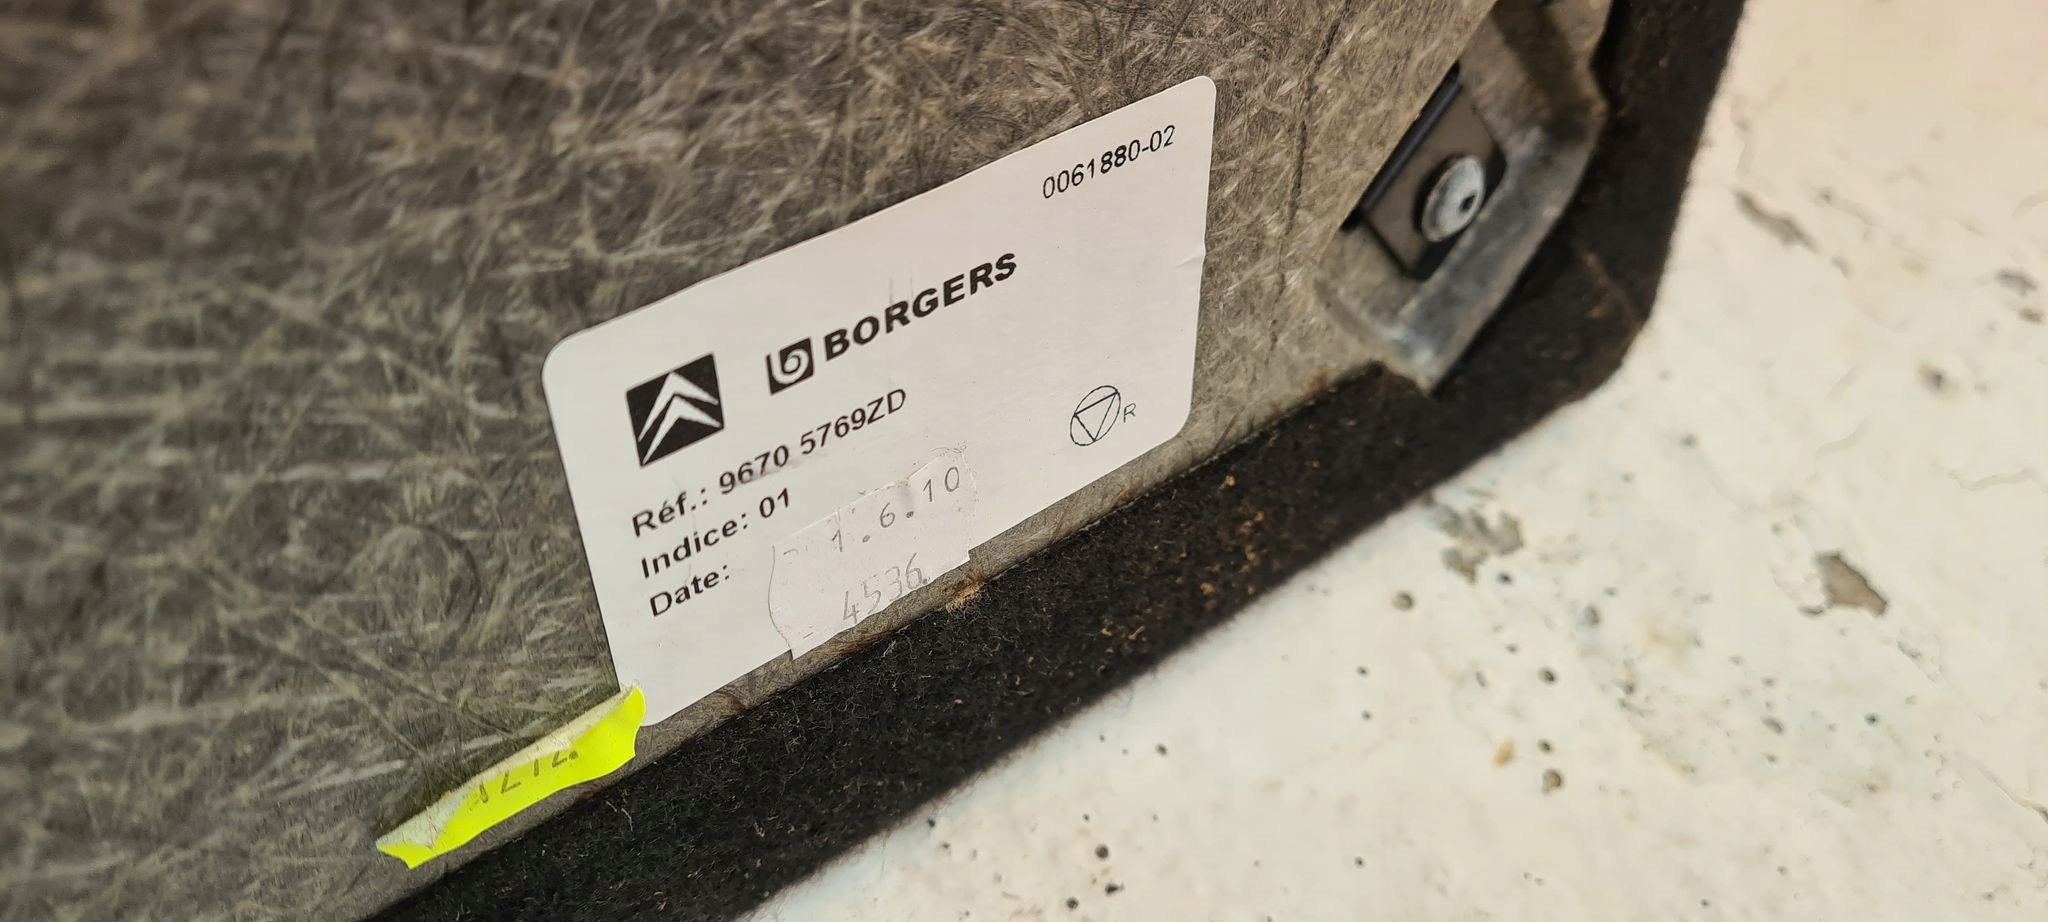 0061880-02
BORGERS
Réf.: 9670 5769ZD
Indice: 01
Date: 1.6.10
4536
R